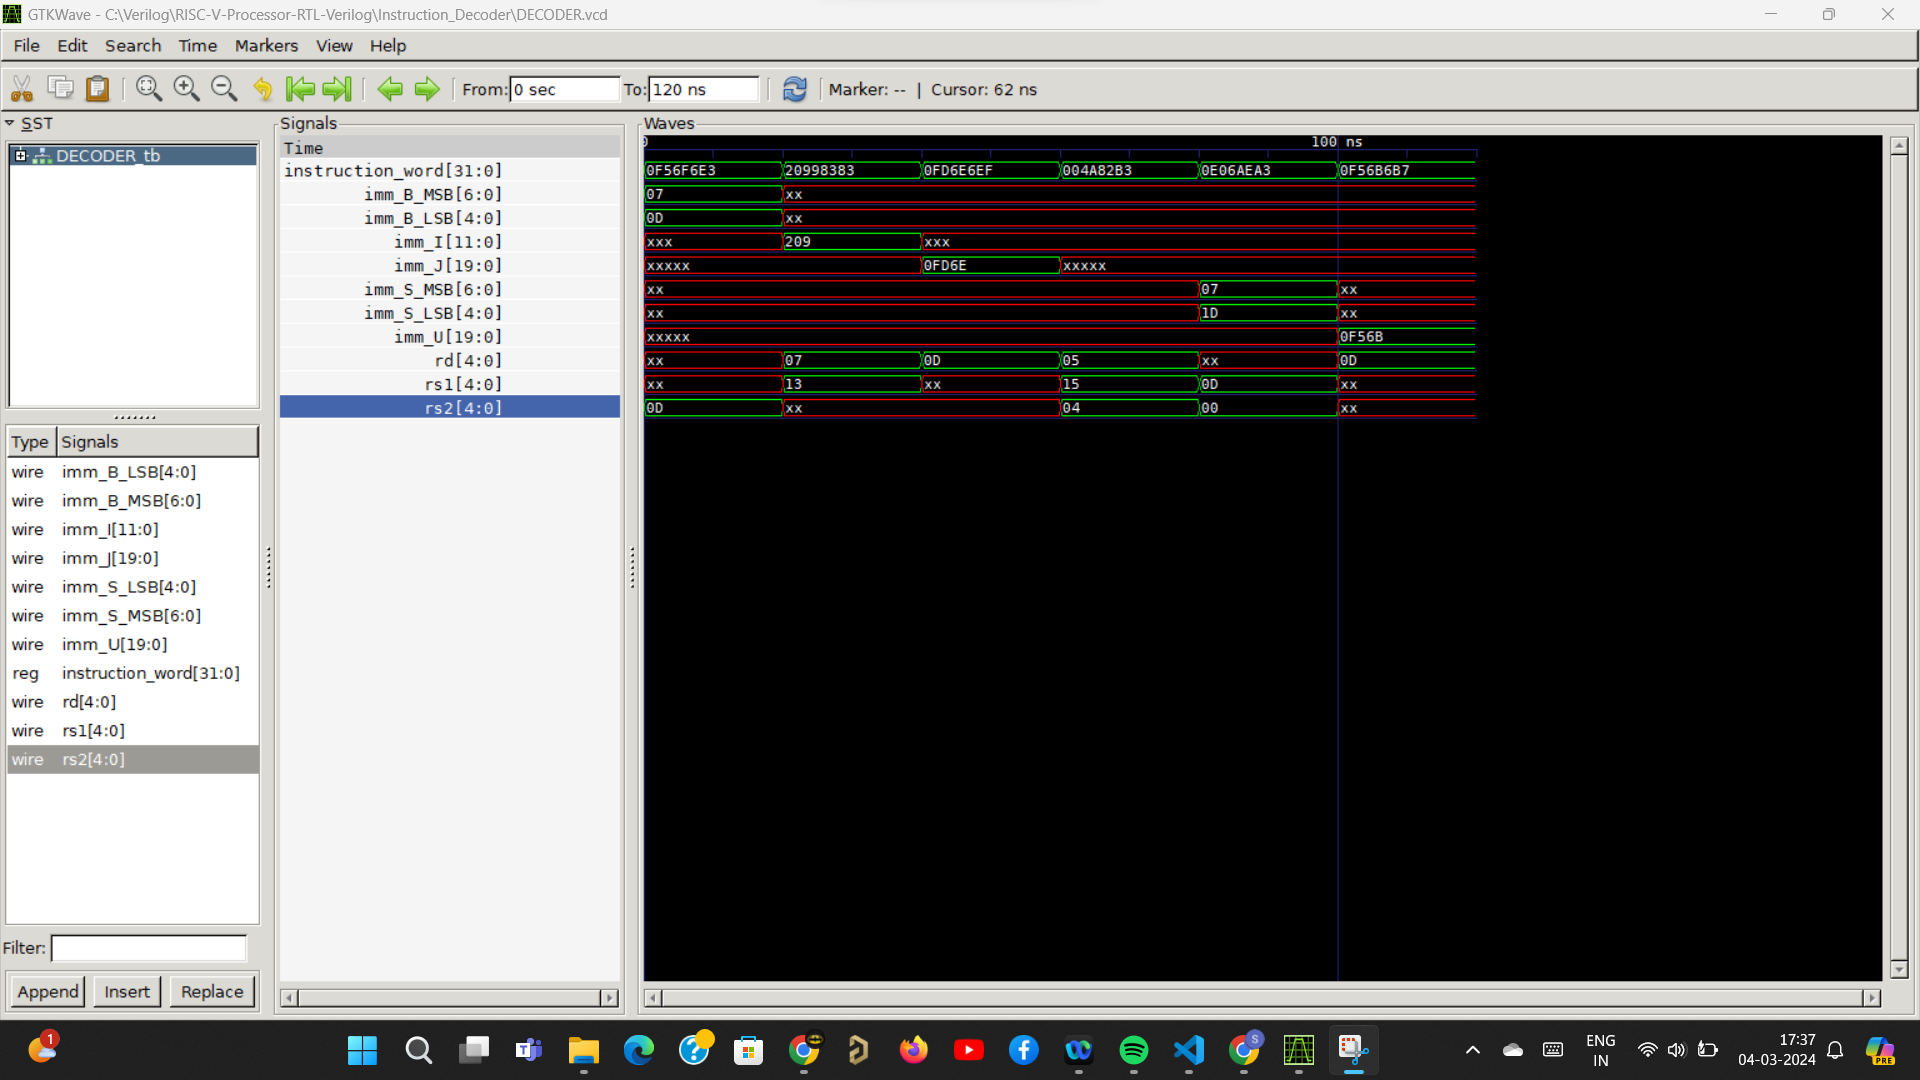 GTKWave - C:\Verilog\RISC-V-Processor-RTL-Verilog\Instruction_Decoder\DECODER.vcd
File Edit Search Time Markers View Help
From: 0 sec To: 120 ns Marker: -- | Cursor: 62 ns
SST
DECODER_tb
Type Signals
wire imm_B_LSB[4:0]
wire imm_B_MSB[6:0]
wire imm_I[11:0]
wire imm_J[19:0]
wire imm_S_LSB[4:0]
wire imm_S_MSB[6:0]
wire imm_U[19:0]
reg instruction_word[31:0]
wire rd[4:0]
wire rs1[4:0]
wire rs2[4:0]
Filter:
Append Insert Replace
Signals
Time
Waves
0 100 ns
instruction_word[31:0] 0F56F6E3 20998383 0FD6E6EF 004A82B3 0E06AEA3 0F56B6B7
imm_B_MSB[6:0] 07 xx
imm_B_LSB[4:0] 0D xx
imm_I[11:0] xxx 209 xxx
imm_J[19:0] xxxxx 0FD6E xxxxx
imm_S_MSB[6:0] xx 07 xx
imm_S_LSB[4:0] xx 1D xx
imm_U[19:0] xxxxx 0F56B
rd[4:0] xx 07 0D 05 xx 0D
rs1[4:0] xx 13 xx 15 0D xx
rs2[4:0] 0D xx 04 00 xx
1
S
ENG
IN
17:37
04-03-2024
PRE